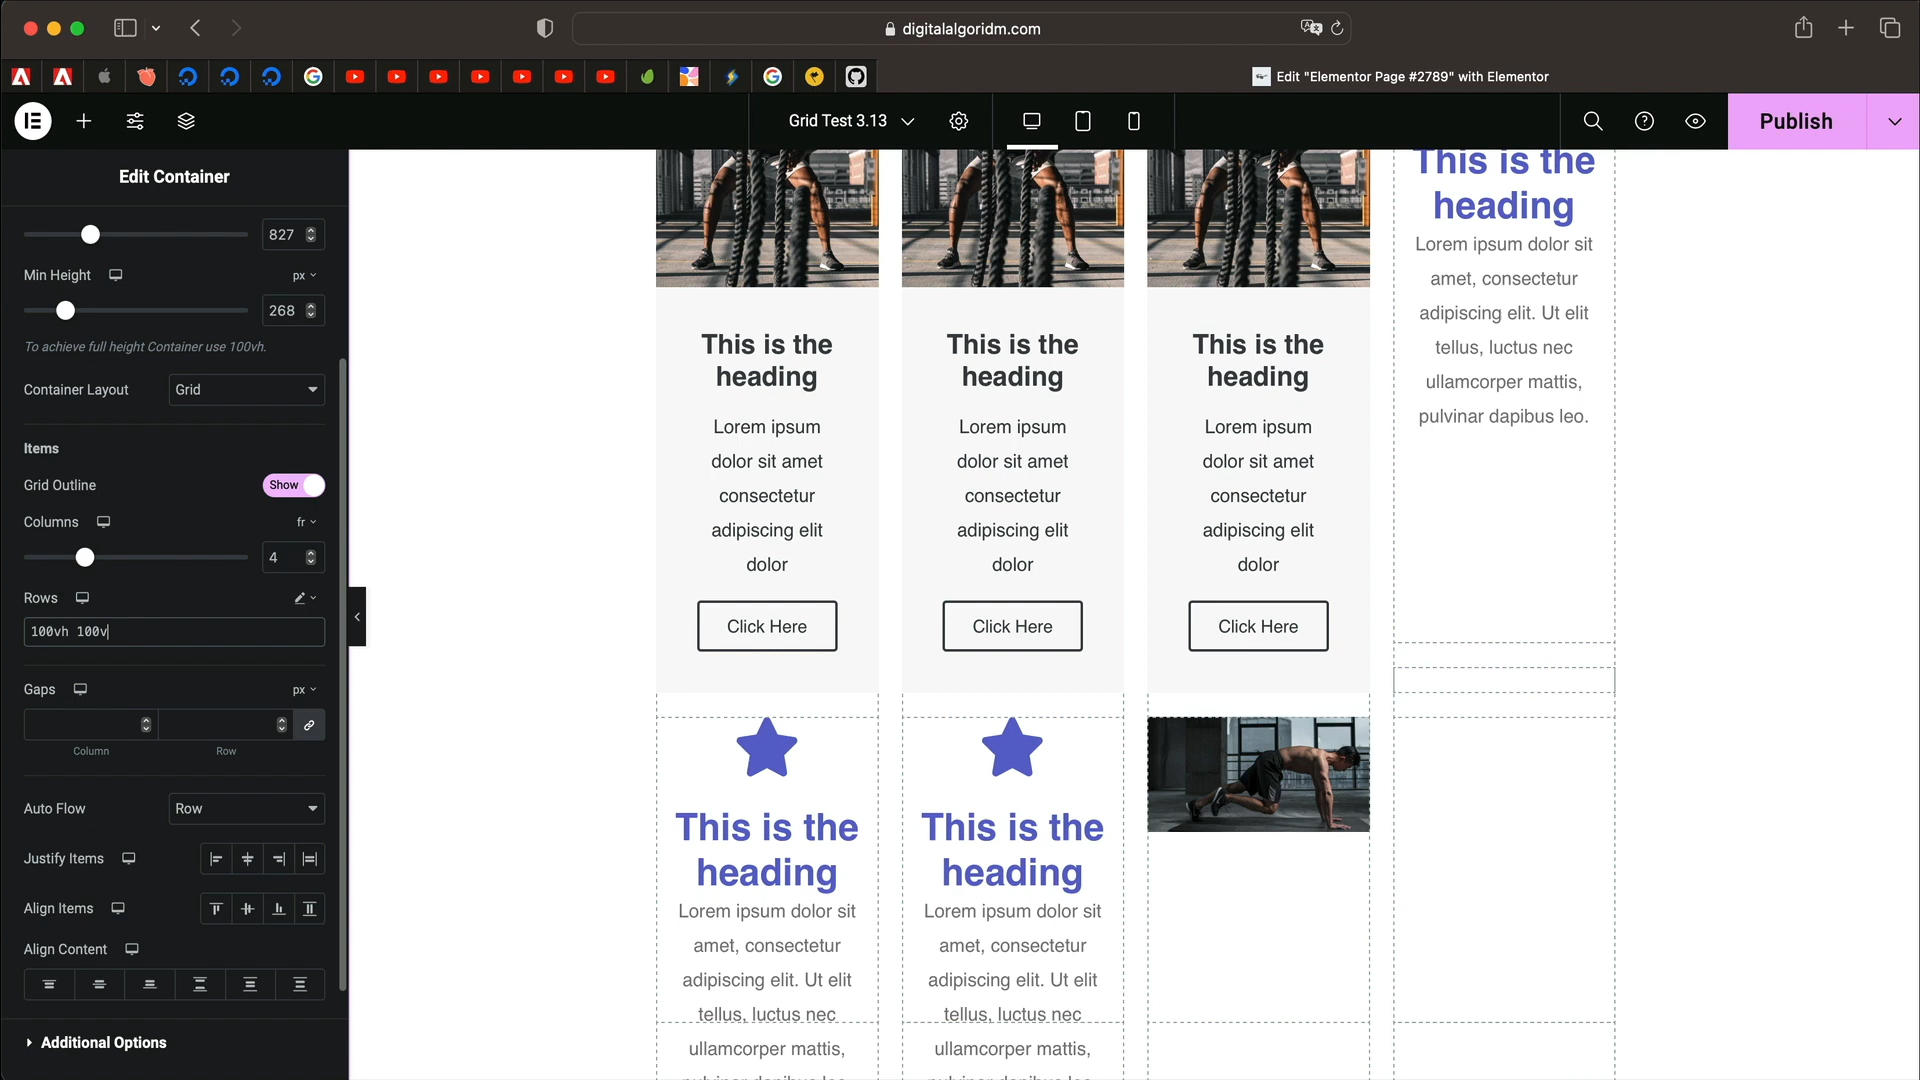 digitalalgoridm.com
Edit "Elementor Page #2789" with Elementor
Grid Test 3.13
Publish
Edit Container
827
Min Height
px
268
To achieve full height Container use 100vh.
Container Layout
Grid
Items
Grid Outline
Show
Columns
fr
4
Rows
100vh 100v
Gaps
px
Column
Row
Auto Flow
Row
Justify Items
Align Items
Align Content
Additional Options
This is the
heading
Lorem ipsum
dolor sit amet
consectetur
adipiscing elit
dolor
Click Here
This is the
heading
Lorem ipsum
dolor sit amet
consectetur
adipiscing elit
dolor
Click Here
This is the
heading
Lorem ipsum
dolor sit amet
consectetur
adipiscing elit
dolor
Click Here
This is the
heading
Lorem ipsum dolor sit
amet, consectetur
adipiscing elit. Ut elit
tellus, luctus nec
ullamcorper mattis,
pulvinar dapibus leo.
This is the
heading
Lorem ipsum dolor sit
amet, consectetur
adipiscing elit. Ut elit
tellus, luctus nec
ullamcorper mattis,
This is the
heading
Lorem ipsum dolor sit
amet, consectetur
adipiscing elit. Ut elit
tellus, luctus nec
ullamcorper mattis,